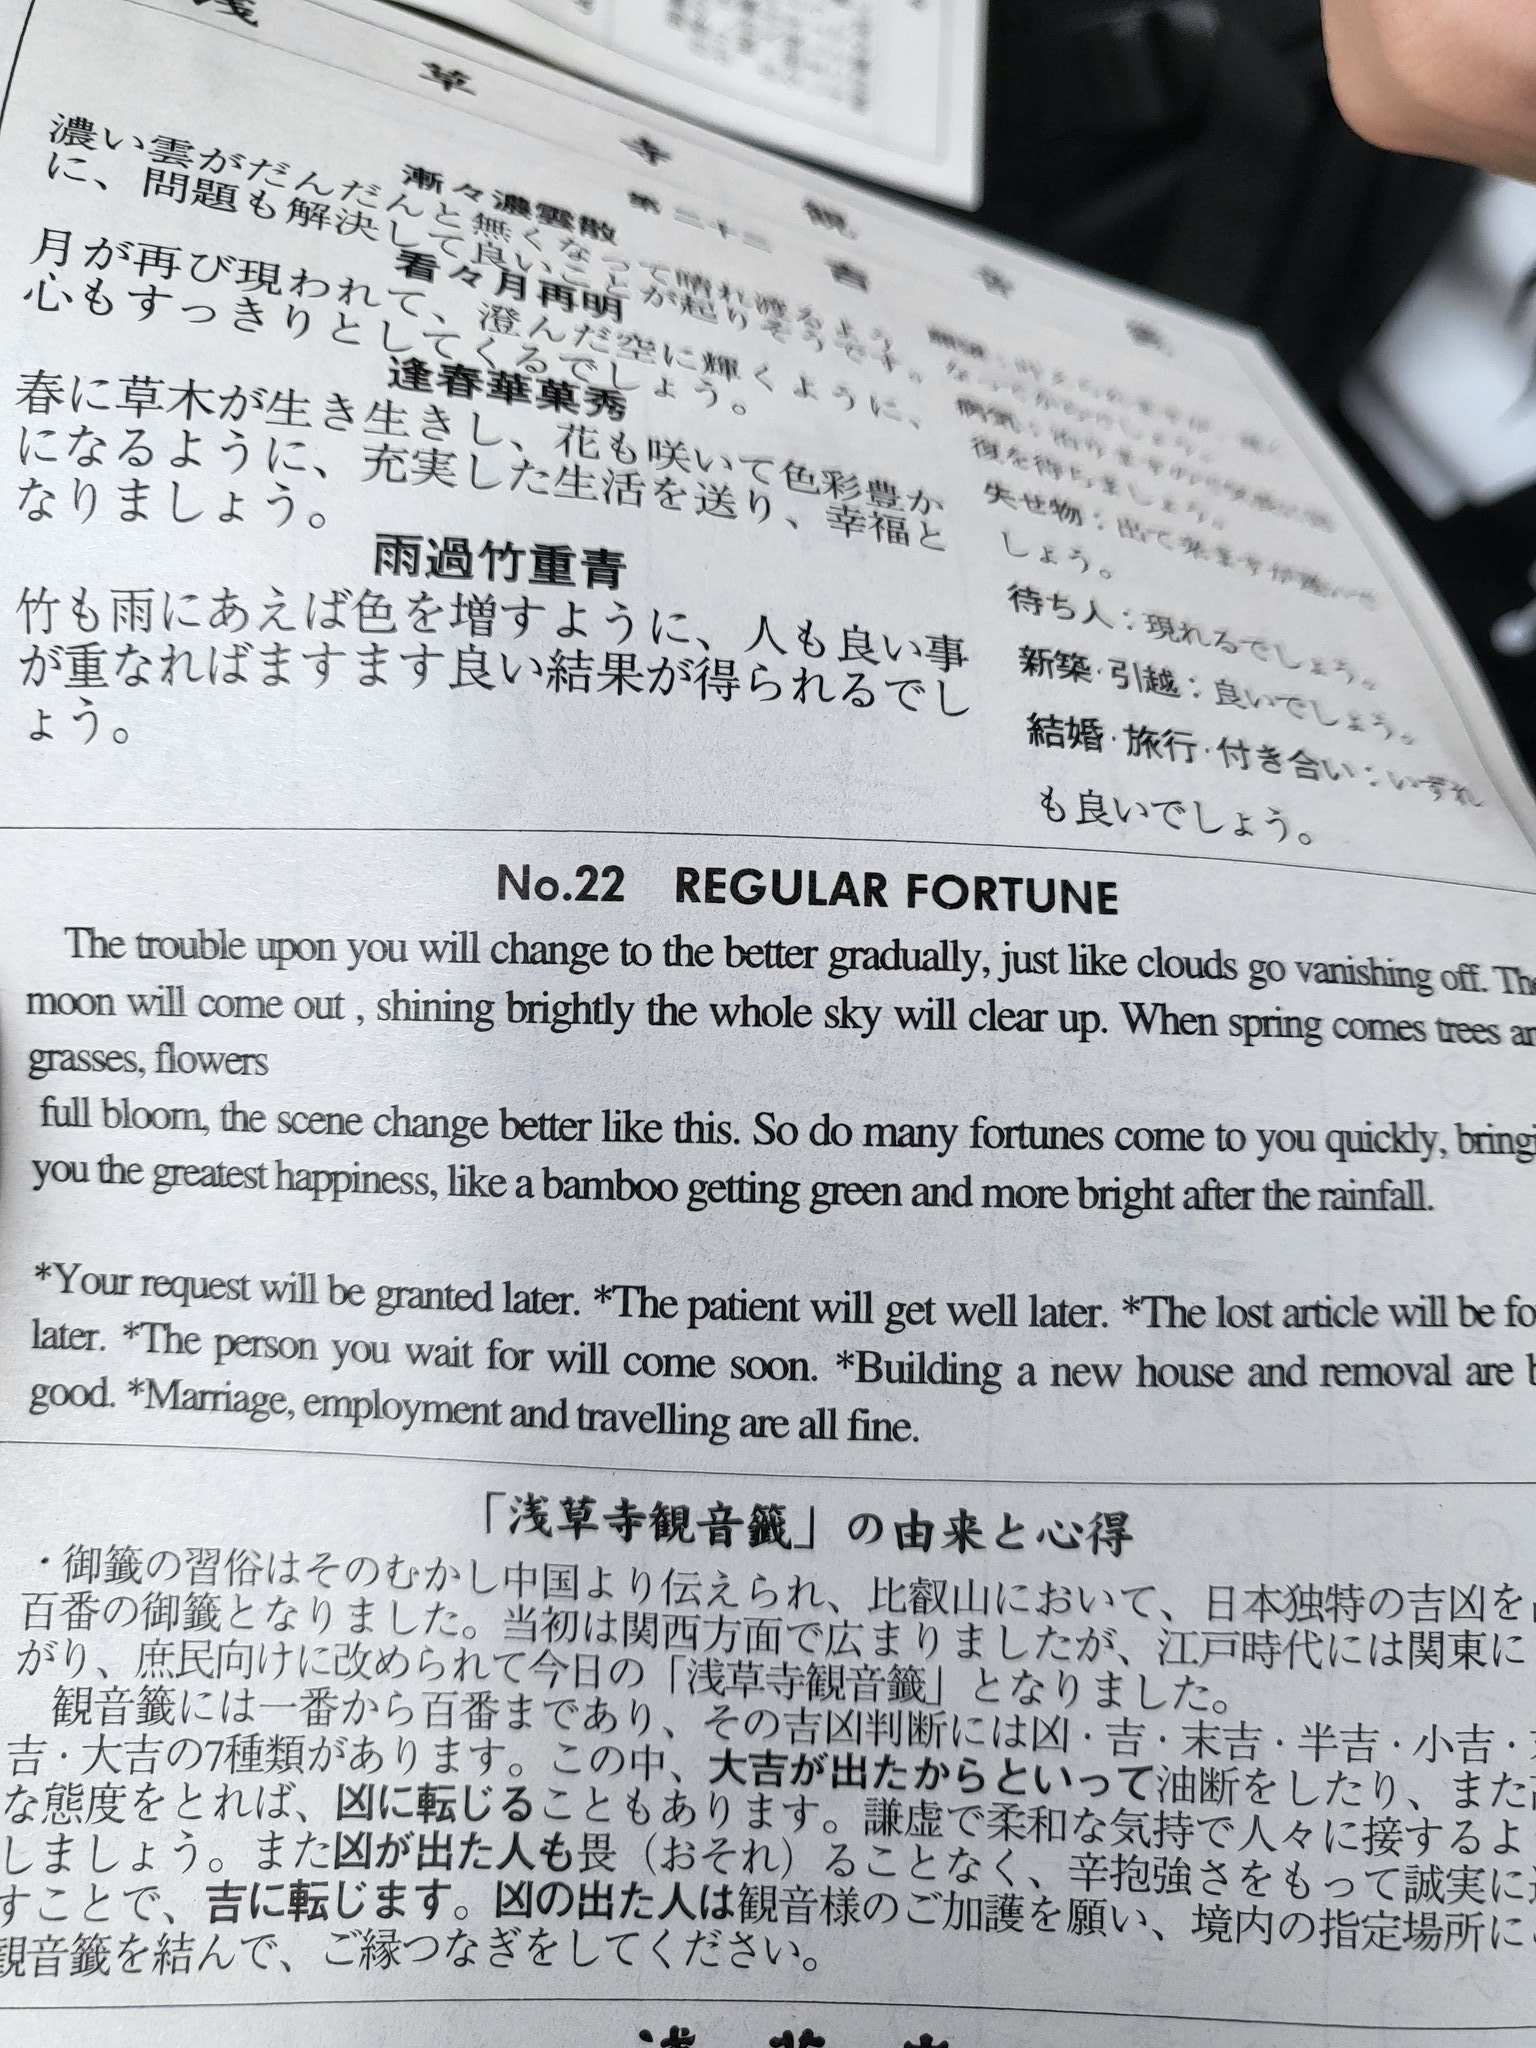 浅草寺観音籤
第二十二 吉
漸々濃雲散
濃い雲がだんだんと無くなって晴れ渡るよう
に、問題も解決して良いことが起りそうです。
看々月再明
月が再び現われて、澄んだ空に輝くように、
心もすっきりとしてくるでしょう。
逢春華菓秀
春に草木が生き生きし、花も咲いて色彩豊か
になるように、充実した生活を送り、幸福と
なりましょう。
雨過竹重青
竹も雨にあえば色を増すように、人も良い事
が重なればますます良い結果が得られるでし
ょう。
病気：
復を待ちましょう。
失せ物：出て来ますが
しょう。
待ち人：現れるでしょう。
新築・引越：良いでしょう。
結婚・旅行・付き合い：いずれ
も良いでしょう。
No.22 REGULAR FORTUNE
The trouble upon you will change to the better gradually, just like clouds go vanishing off. The
moon will come out , shining brightly the whole sky will clear up. When spring comes trees
grasses, flowers
full bloom, the scene change better like this. So do many fortunes come to you quickly,
you the greatest happiness, like a bamboo getting green and more bright after the rainfall.
*Your request will be granted later. *The patient will get well later. *The lost article will be
later. *The person you wait for will come soon. *Building a new house and removal are
good. *Marriage, employment and travelling are all fine.
「浅草寺観音籤」の由来と心得
・御籤の習俗はそのむかし中国より伝えられ、比叡山において、日本独特の吉凶を
百番の御籤となりました。当初は関西方面で広まりましたが、江戸時代には関東に
がり、庶民向けに改められて今日の「浅草寺観音籤」となりました。
観音籤には一番から百番まであり、その吉凶判断には凶・吉・末吉・半吉・小吉・
吉・大吉の7種類があります。この中、大吉が出たからといって油断をしたり、また
な態度をとれば、凶に転じることもあります。謙虚で柔和な気持で人々に接するよ
しましょう。また凶が出た人も畏（おそれ）ることなく、辛抱強さをもって誠実に
すことで、吉に転じます。凶の出た人は観音様のご加護を願い、境内の指定場所に
観音籤を結んで、ご縁つなぎをしてください。